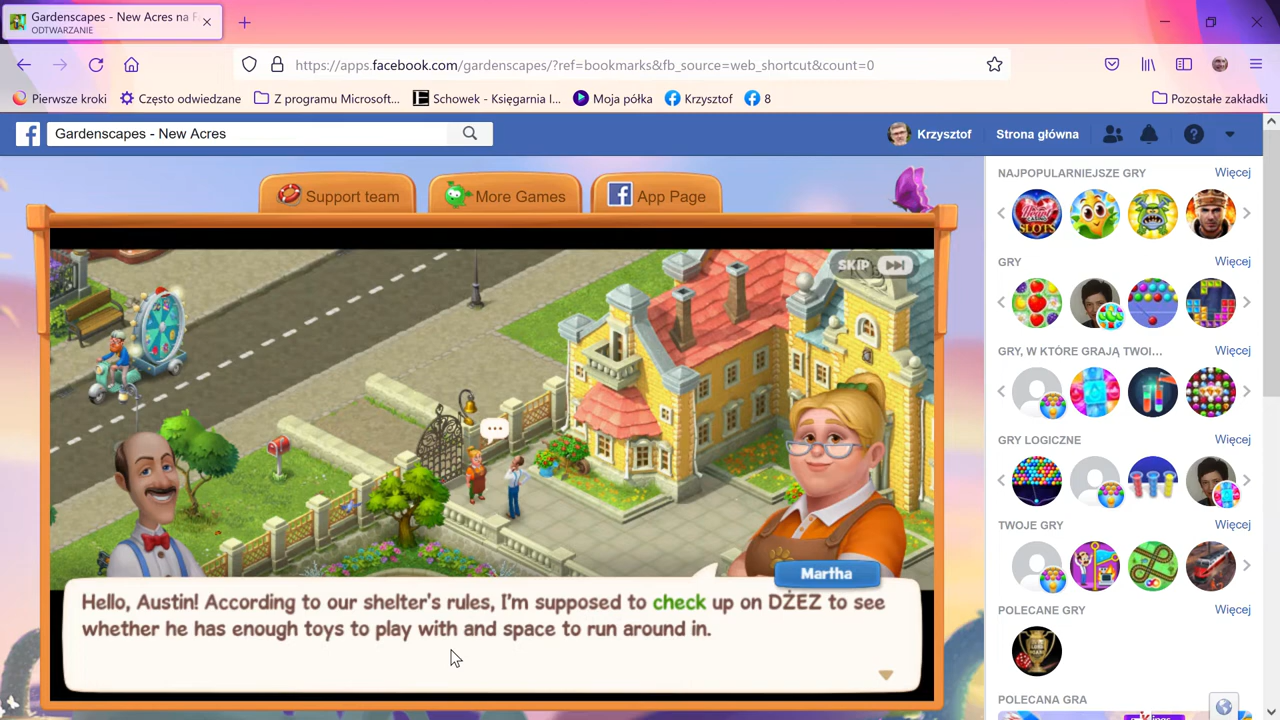 Gardenscapes - New Acres na F
ODTWARZANIE
https://apps.facebook.com/gardenscapes/?ref=bookmarks&fb_source=web_shortcut&count=0
Pierwsze kroki
Często odwiedzane
Z programu Microsoft...
Schowek - Księgarnia I...
Moja półka
Krzysztof
8
Pozostałe zakładki
Gardenscapes - New Acres
Krzysztof
Strona główna
Support team
More Games
App Page
SKIP
Martha
Hello, Austin! According to our shelter's rules, I'm supposed to check up on DŻEZ to see
whether he has enough toys to play with and space to run around in.
NAJPOPULARNIEJSZE GRY
Więcej
SLOTS
GRY
Więcej
GRY, W KTÓRE GRAJĄ TWOI...
Więcej
GRY LOGICZNE
Więcej
TWOJE GRY
Więcej
POLECANE GRY
Więcej
POLECANA GRA